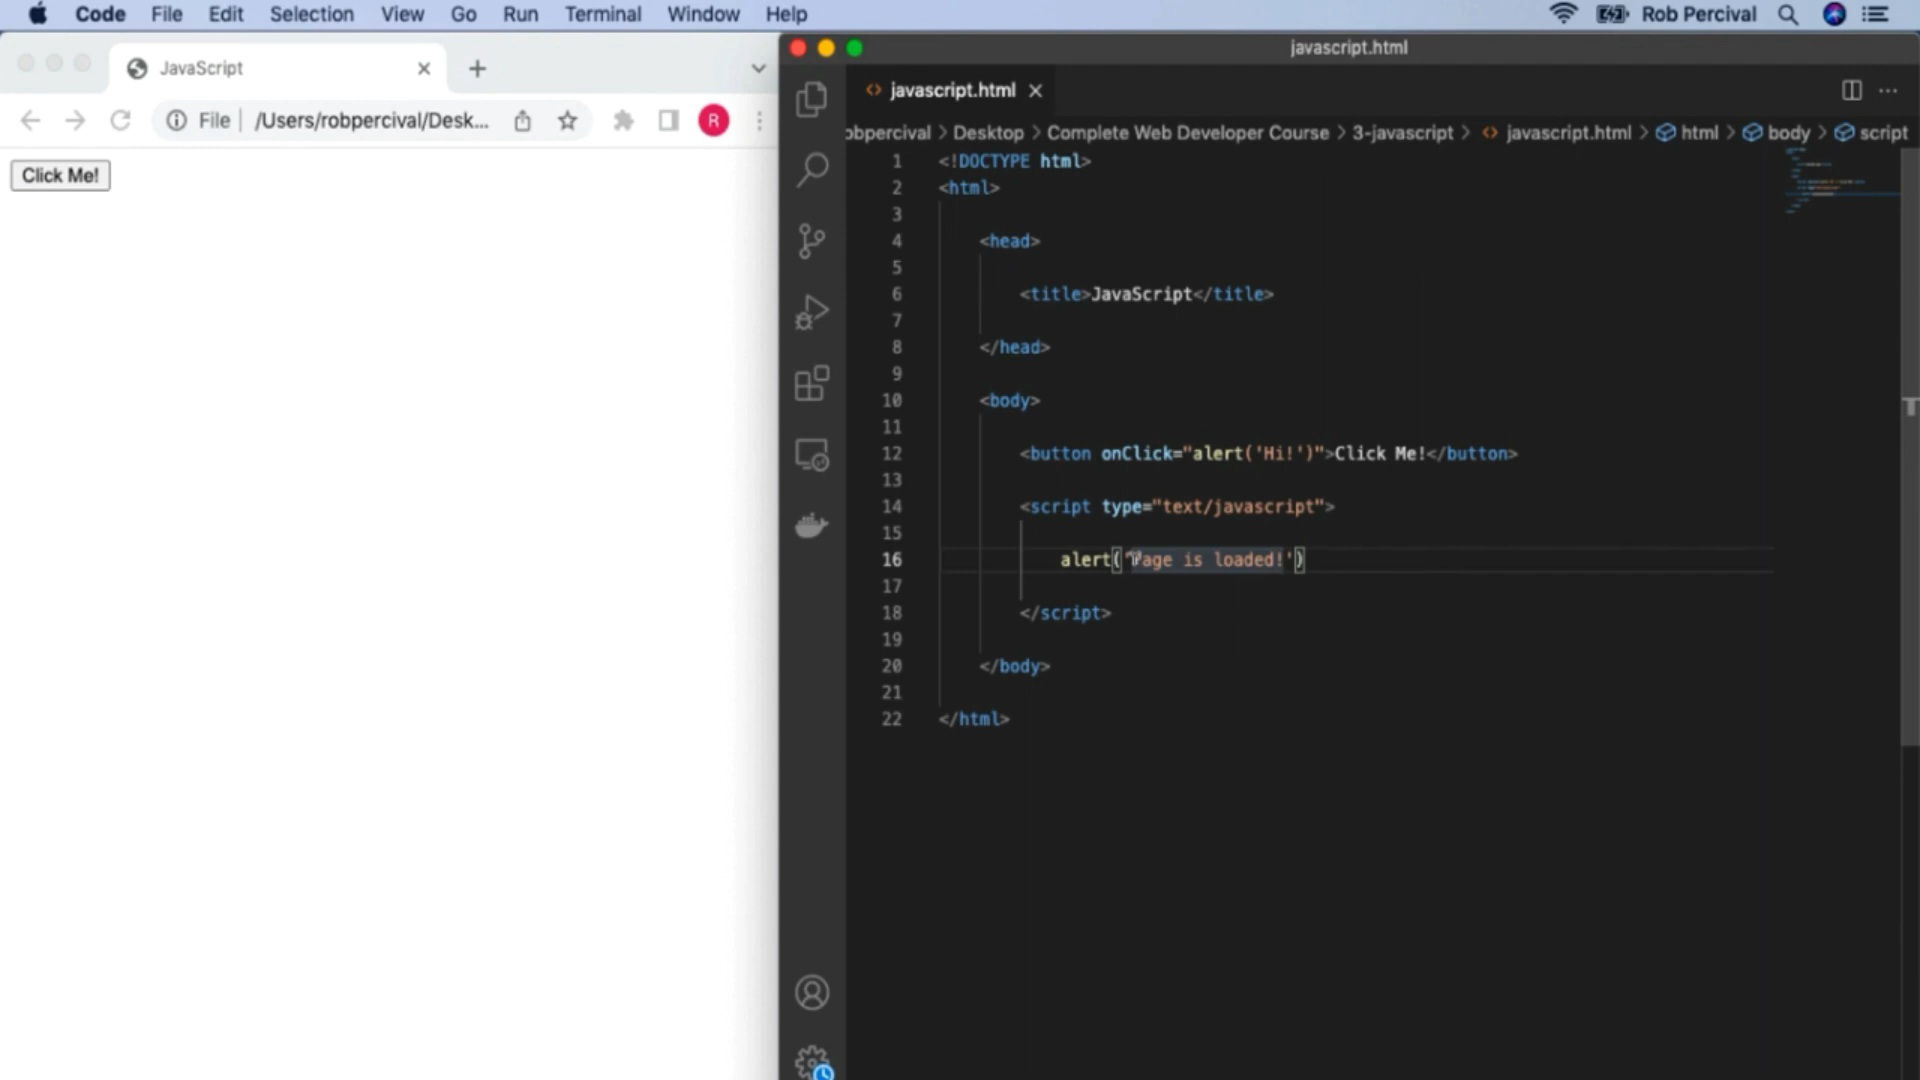 Code File Edit Selection View Go Run Terminal Window Help Rob Percival
JavaScript
File /Users/robpercival/Desk...
R
Click Me!
javascript.html
javascript.html
obpercival > Desktop > Complete Web Developer Course > 3-javascript > javascript.html > html > body > script
1 <!DOCTYPE html>
2 <html>
3
4 <head>
5
6 <title>JavaScript</title>
7
8 </head>
9
10 <body>
11
12 <button onClick="alert('Hi!')">Click Me!</button>
13
14 <script type="text/javascript">
15
16 alert('Page is loaded!')
17
18 </script>
19
20 </body>
21
22 </html>